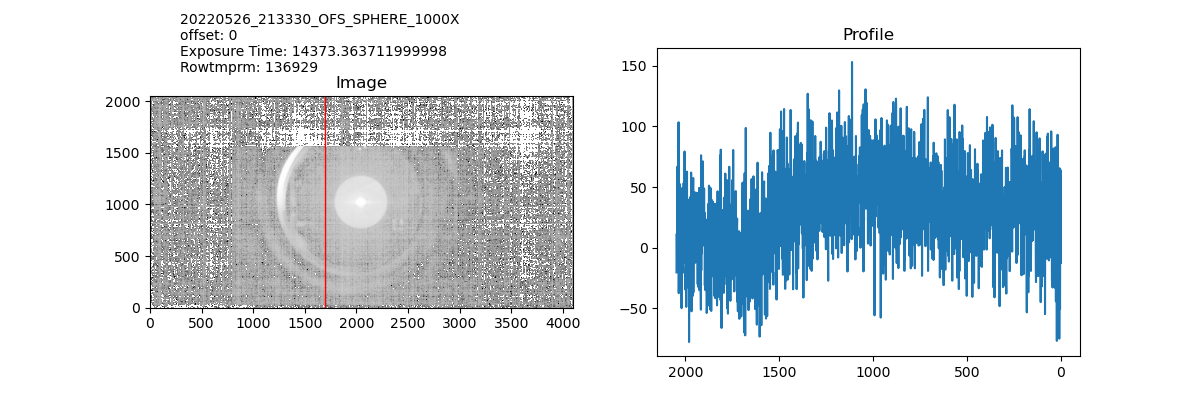 20220526_213330_OFS_SPHERE_1000X
offset: 0
Exposure Time: 14373.363711999998
Rowtmprm: 136929
Image
2000
1500
1000
500
0
0 500 1000 1500 2000 2500 3000 3500 4000
Profile
150
100
50
0
−50
2000 1500 1000 500 0